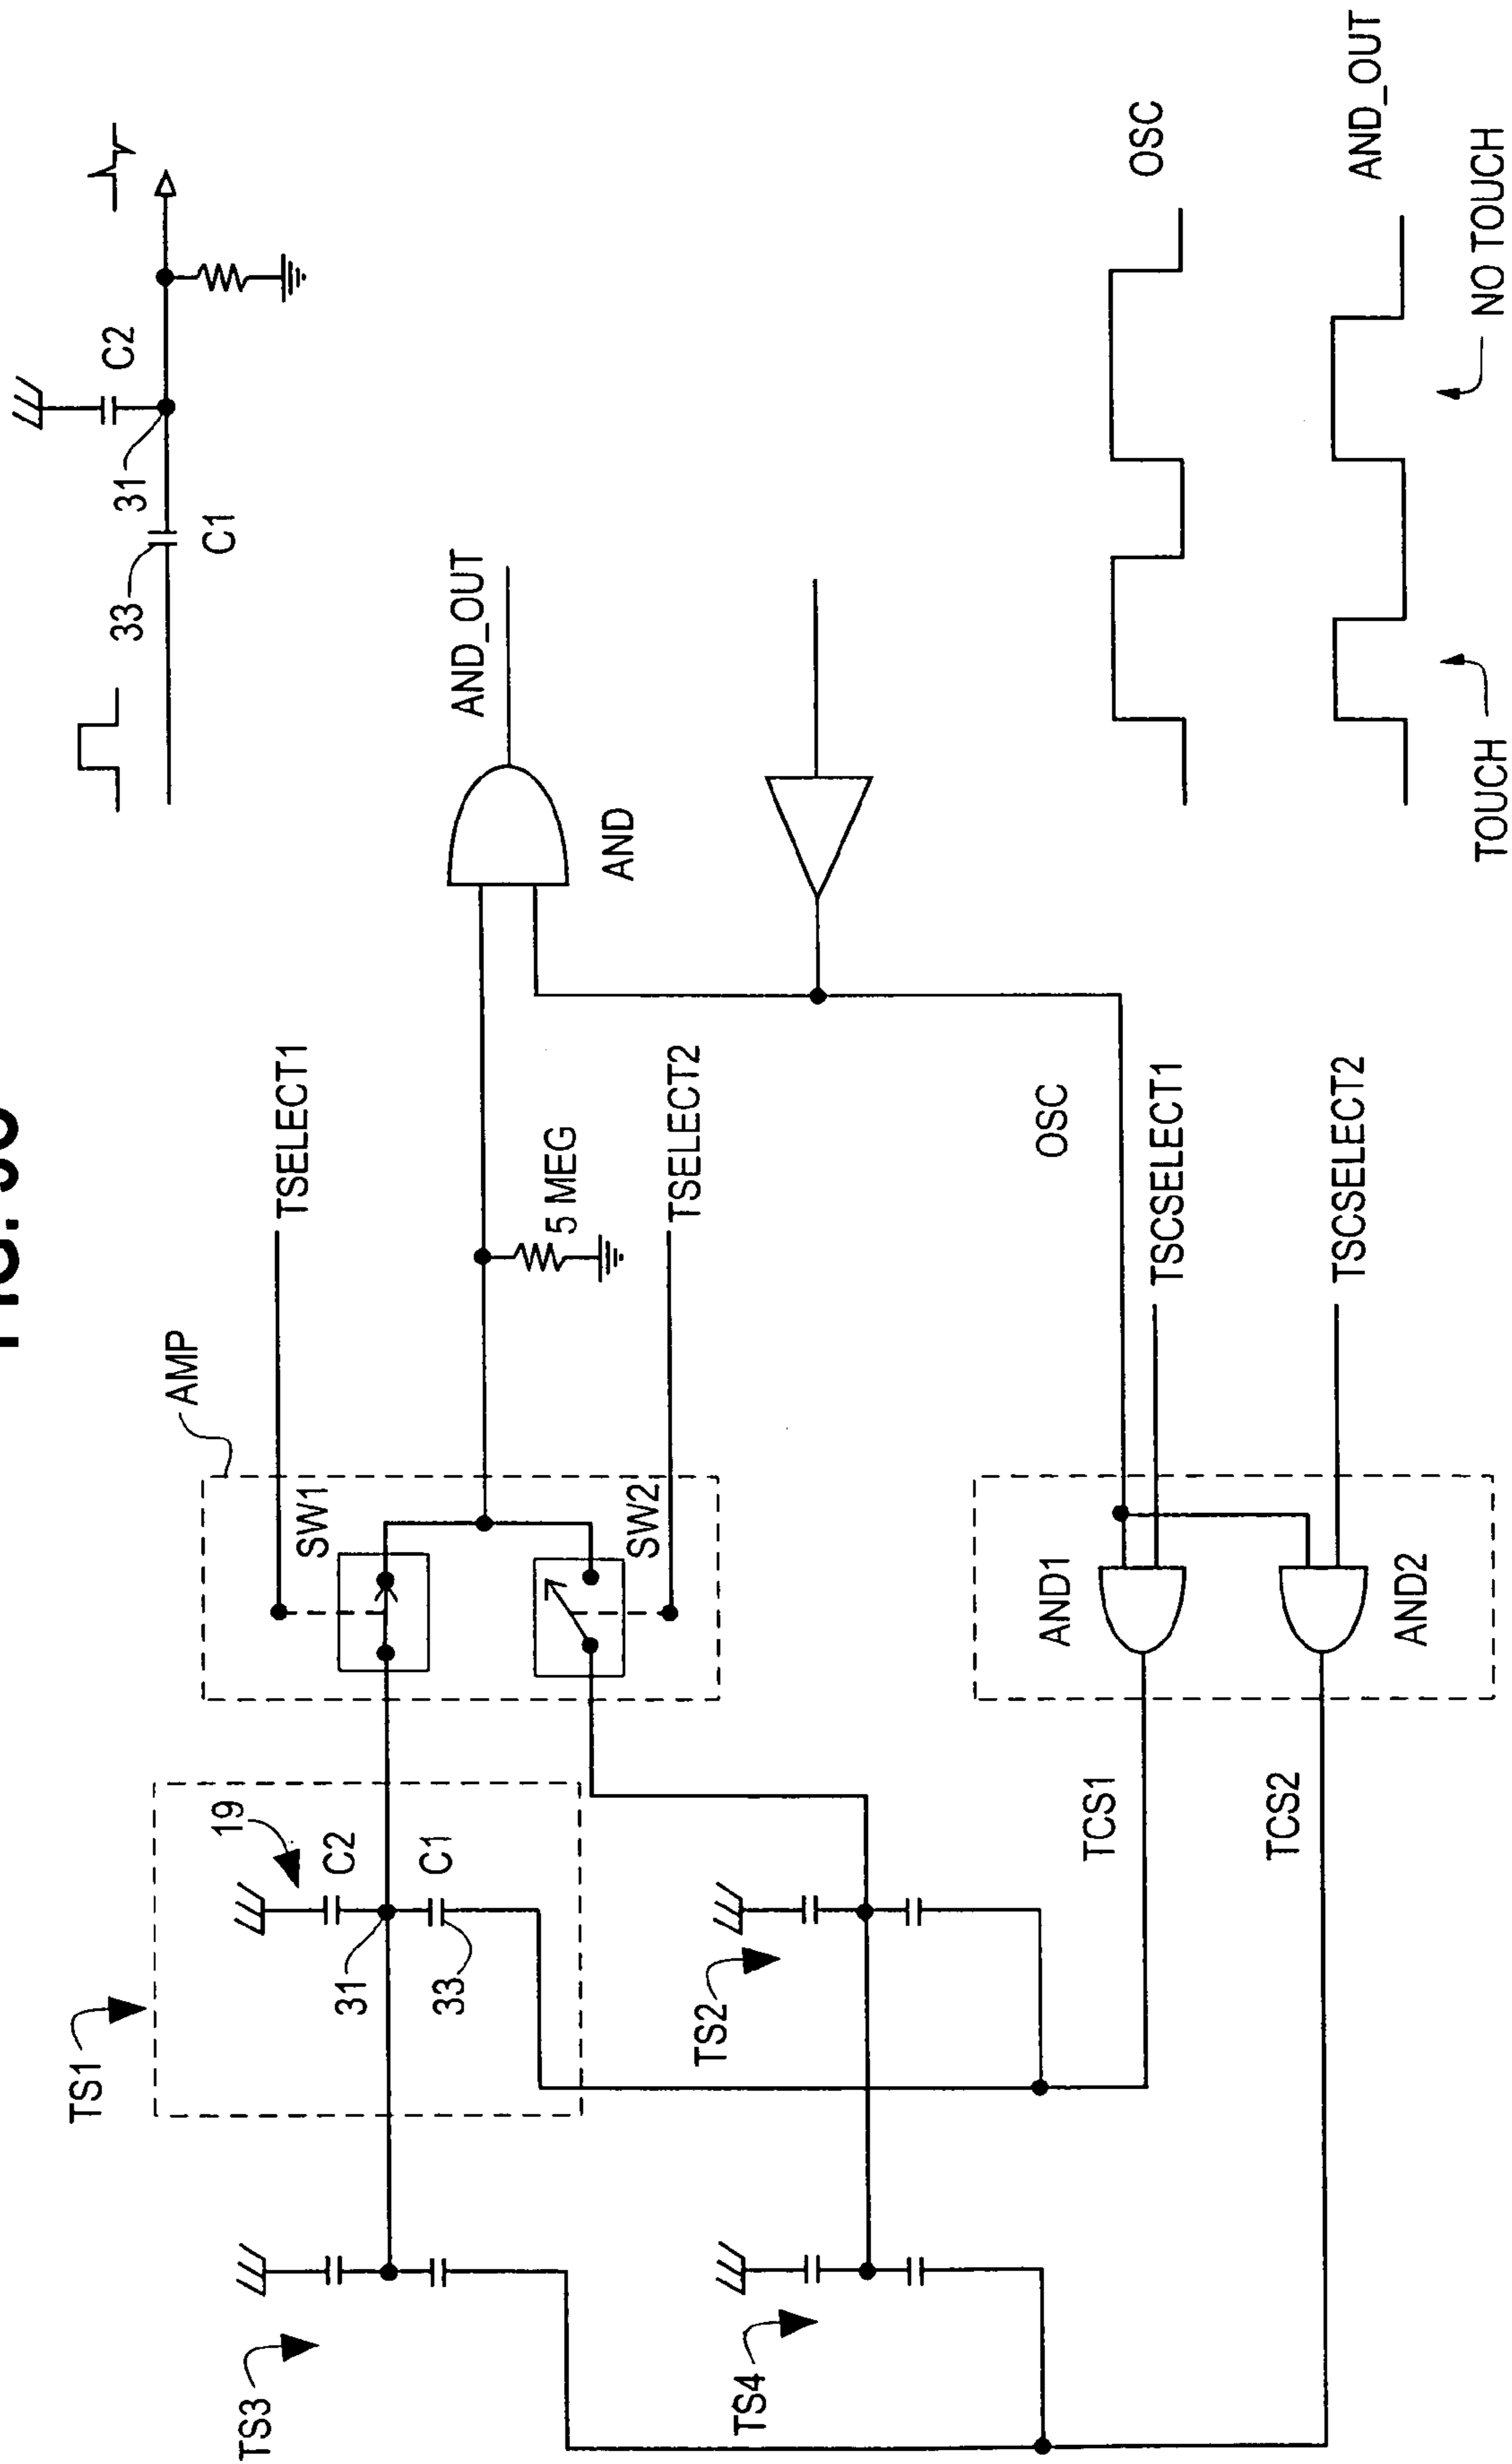 FIG.
TS1
19
C2
31
C1
33
TS3
TS2
TS4
AMP
SW1
SW2
TSELECT1
5 MEG
TSELECT2
AND
AND_OUT
33
C1
31
C2
OSC
AND1
AND2
TCS1
TCS2
TSCSELECT1
TSCSELECT2
OSC
AND_OUT
TOUCH
NO TOUCH